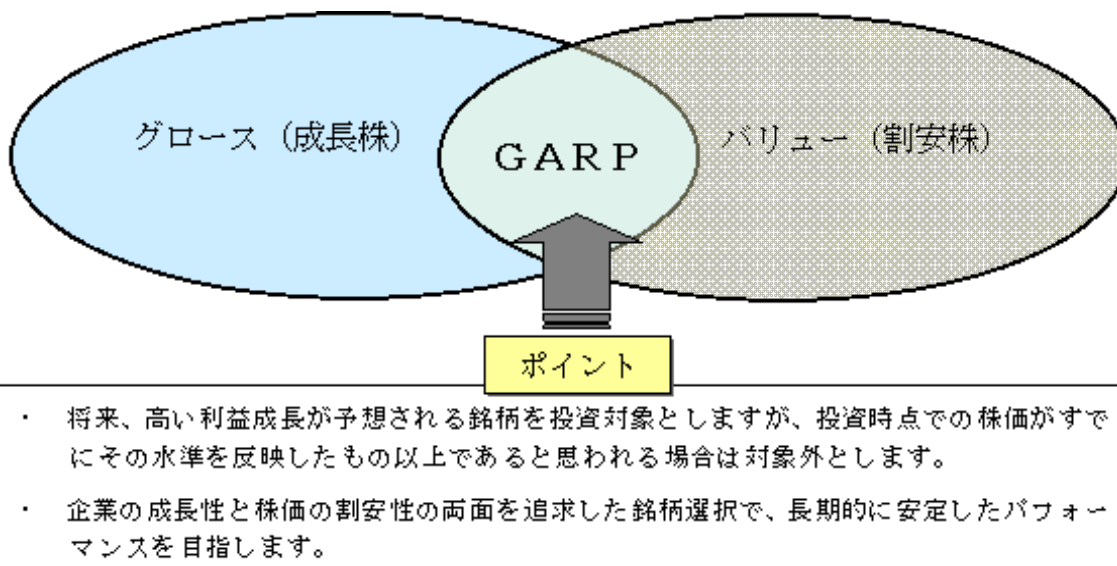 グロース（成長株）
GARP
バリュー（割安株）
ポイント
・ 将来、高い利益成長が予想される銘柄を投資対象としますが、投資時点での株価がすで
にその水準を反映したもの以上であると思われる場合は対象外とします。
・ 企業の成長性と株価の割安性の両面を追求した銘柄選択で、長期的に安定したパフォー
マンスを目指します。